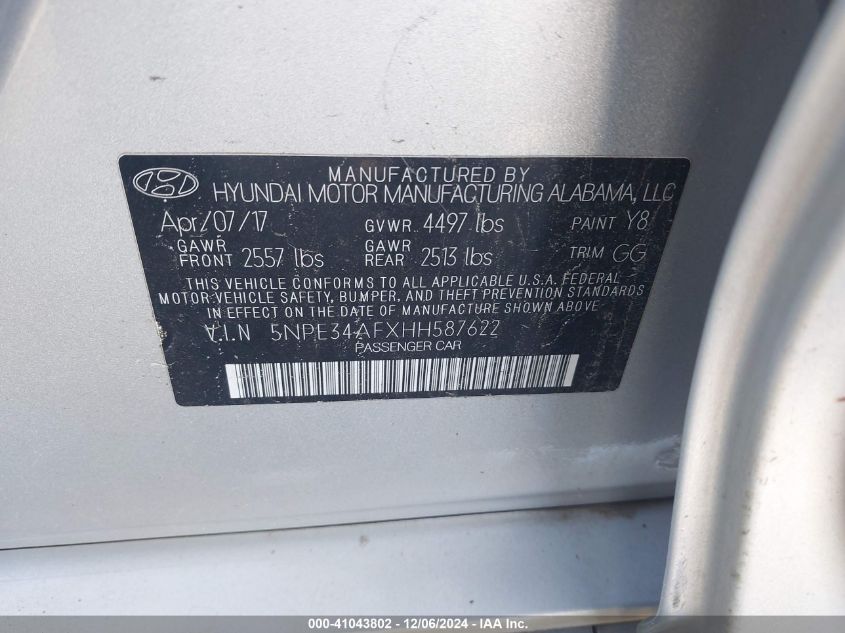 MANUFACTURED BY
HYUNDAI MOTOR MANUFACTURING ALABAMA, LLC
Apr/07/17 GVWR 4497 lbs PAINT Y8
GAWR FRONT 2557 lbs GAWR REAR 2513 lbs TRIM GG
THIS VEHICLE CONFORMS TO ALL APPLICABLE U.S.A. FEDERAL
MOTOR VEHICLE SAFETY, BUMPER, AND THEFT PREVENTION STANDARDS
IN EFFECT ON THE DATE OF MANUFACTURE SHOWN ABOVE
V.I.N 5NPE34AFXHH587622
PASSENGER CAR
000-41043802 - 12/06/2024 - IAA Inc.